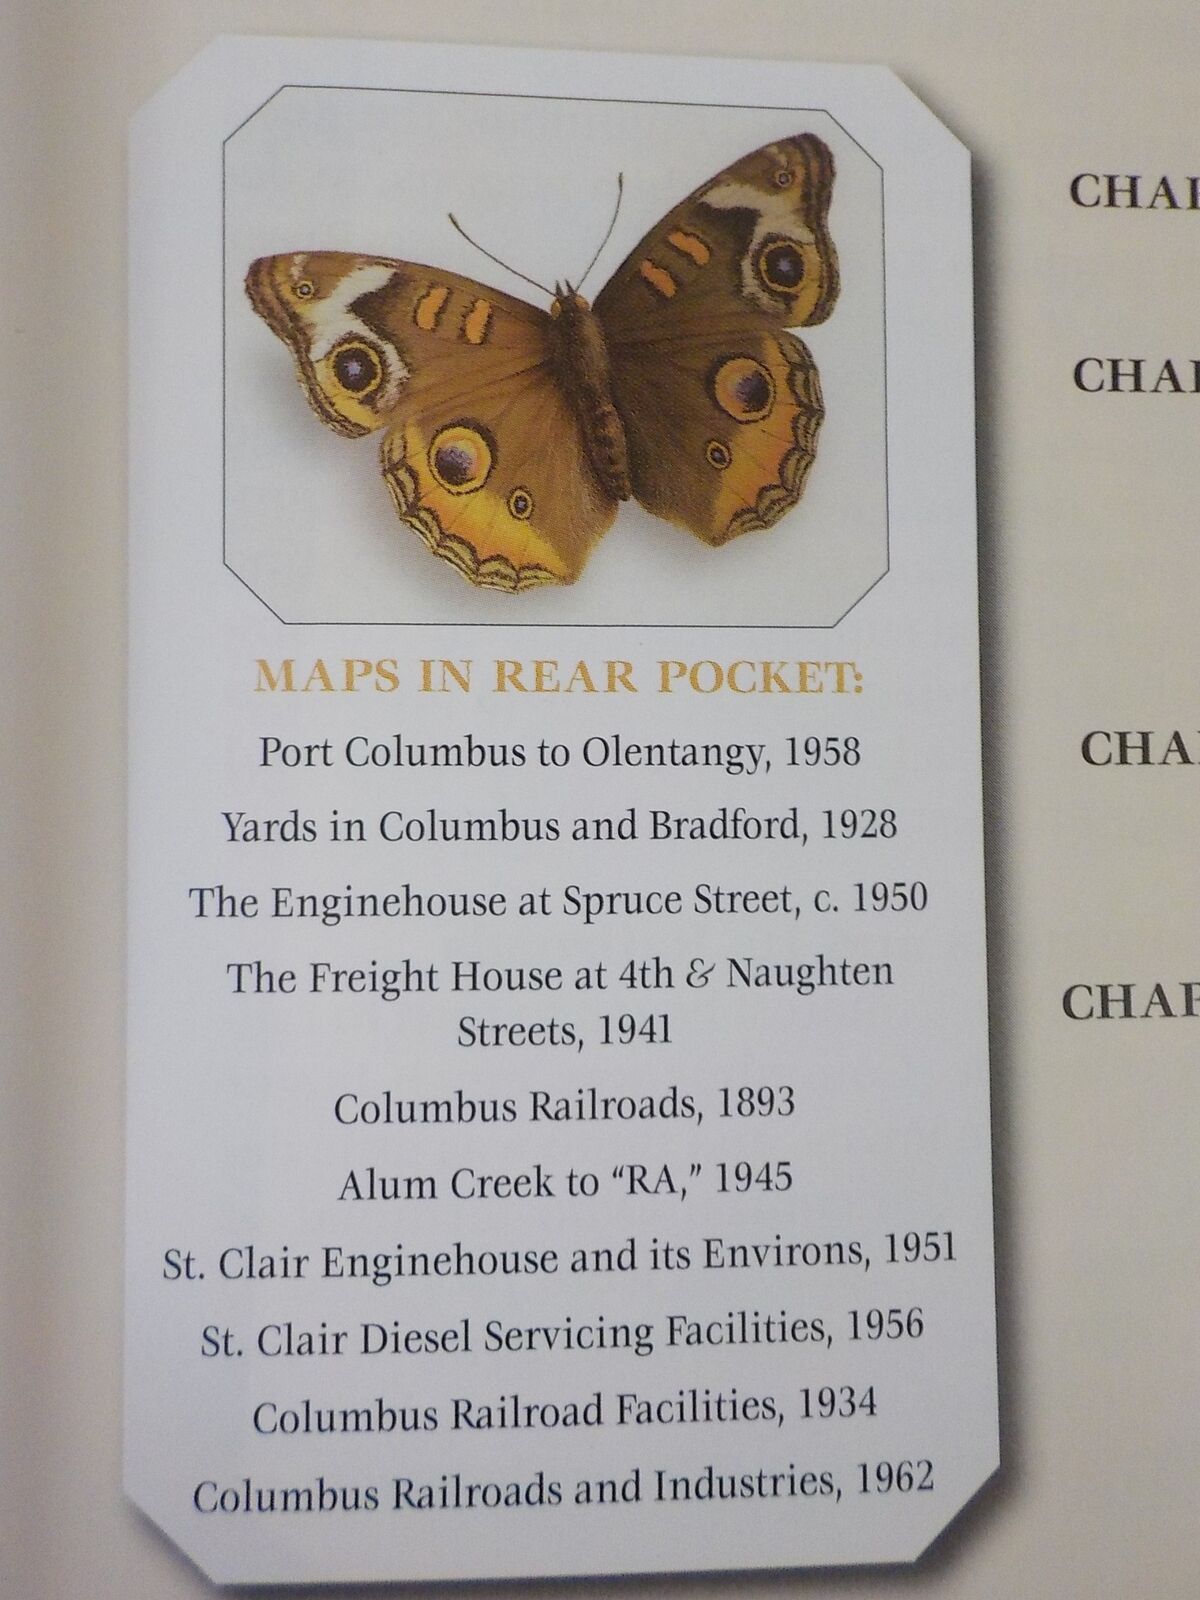 MAPS IN REAR POCKET:
Port Columbus to Olentangy, 1958
Yards in Columbus and Bradford, 1928
The Enginehouse at Spruce Street, c. 1950
The Freight House at 4th & Naughten
Streets, 1941
Columbus Railroads, 1893
Alum Creek to “RA,” 1945
St. Clair Enginehouse and its Environs, 1951
St. Clair Diesel Servicing Facilities, 1956
Columbus Railroad Facilities, 1934
Columbus Railroads and Industries, 1962